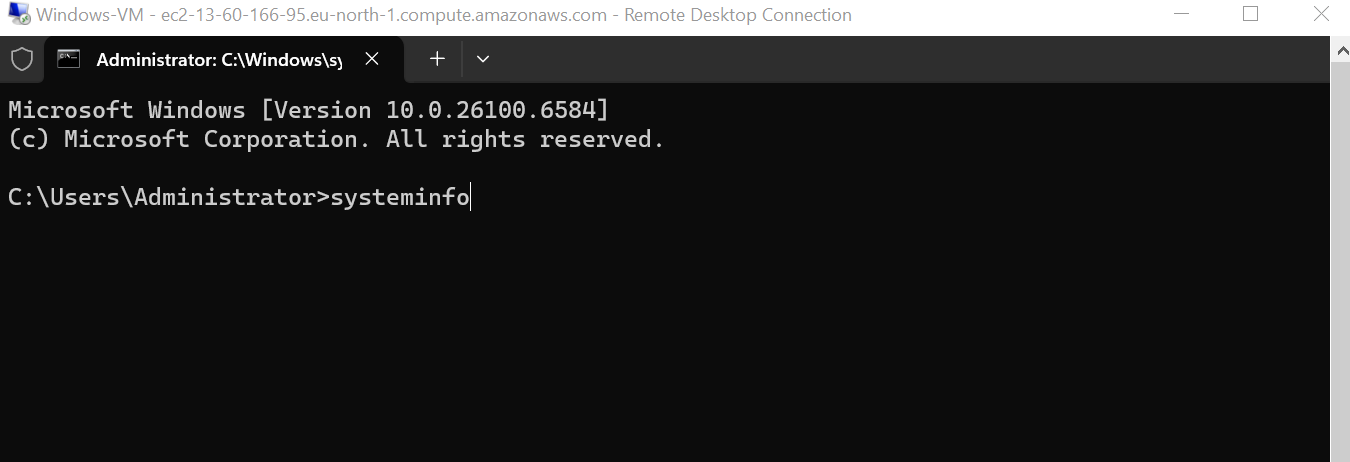 Windows-VM - ec2-13-60-166-95.eu-north-1.compute.amazonaws.com - Remote Desktop Connection
Administrator: C:\Windows\sy
Microsoft Windows [Version 10.0.26100.6584]
(c) Microsoft Corporation. All rights reserved.
C:\Users\Administrator>systeminfo